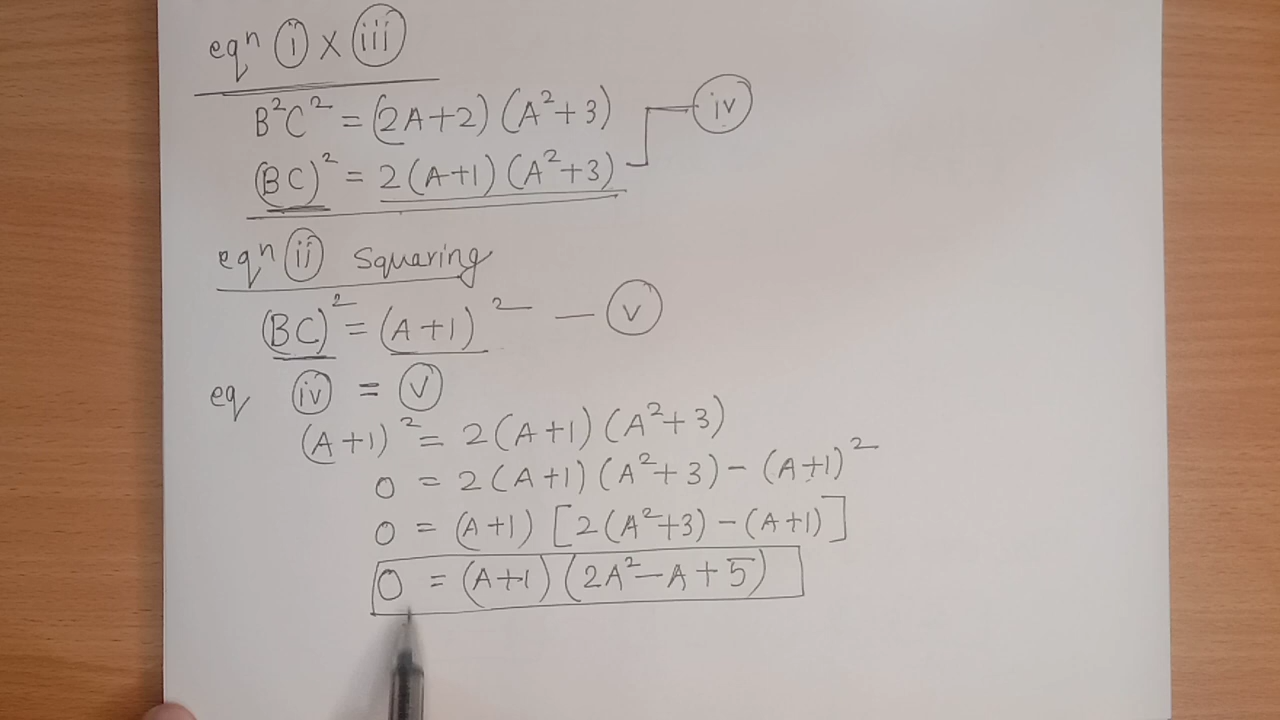 eqⁿ (i) × (iii)
B²C² = (2A+2) (A²+3)
(iv)
(BC)² = 2(A+1) (A²+3)
eqⁿ (ii) Squaring
(BC)² = (A+1)² — (v)
eq (iv) = (v)
(A+1)² = 2(A+1) (A²+3)
0 = 2(A+1) (A²+3) - (A+1)²
0 = (A+1) [2(A²+3) - (A+1)]
0 = (A+1) (2A² - A + 5)